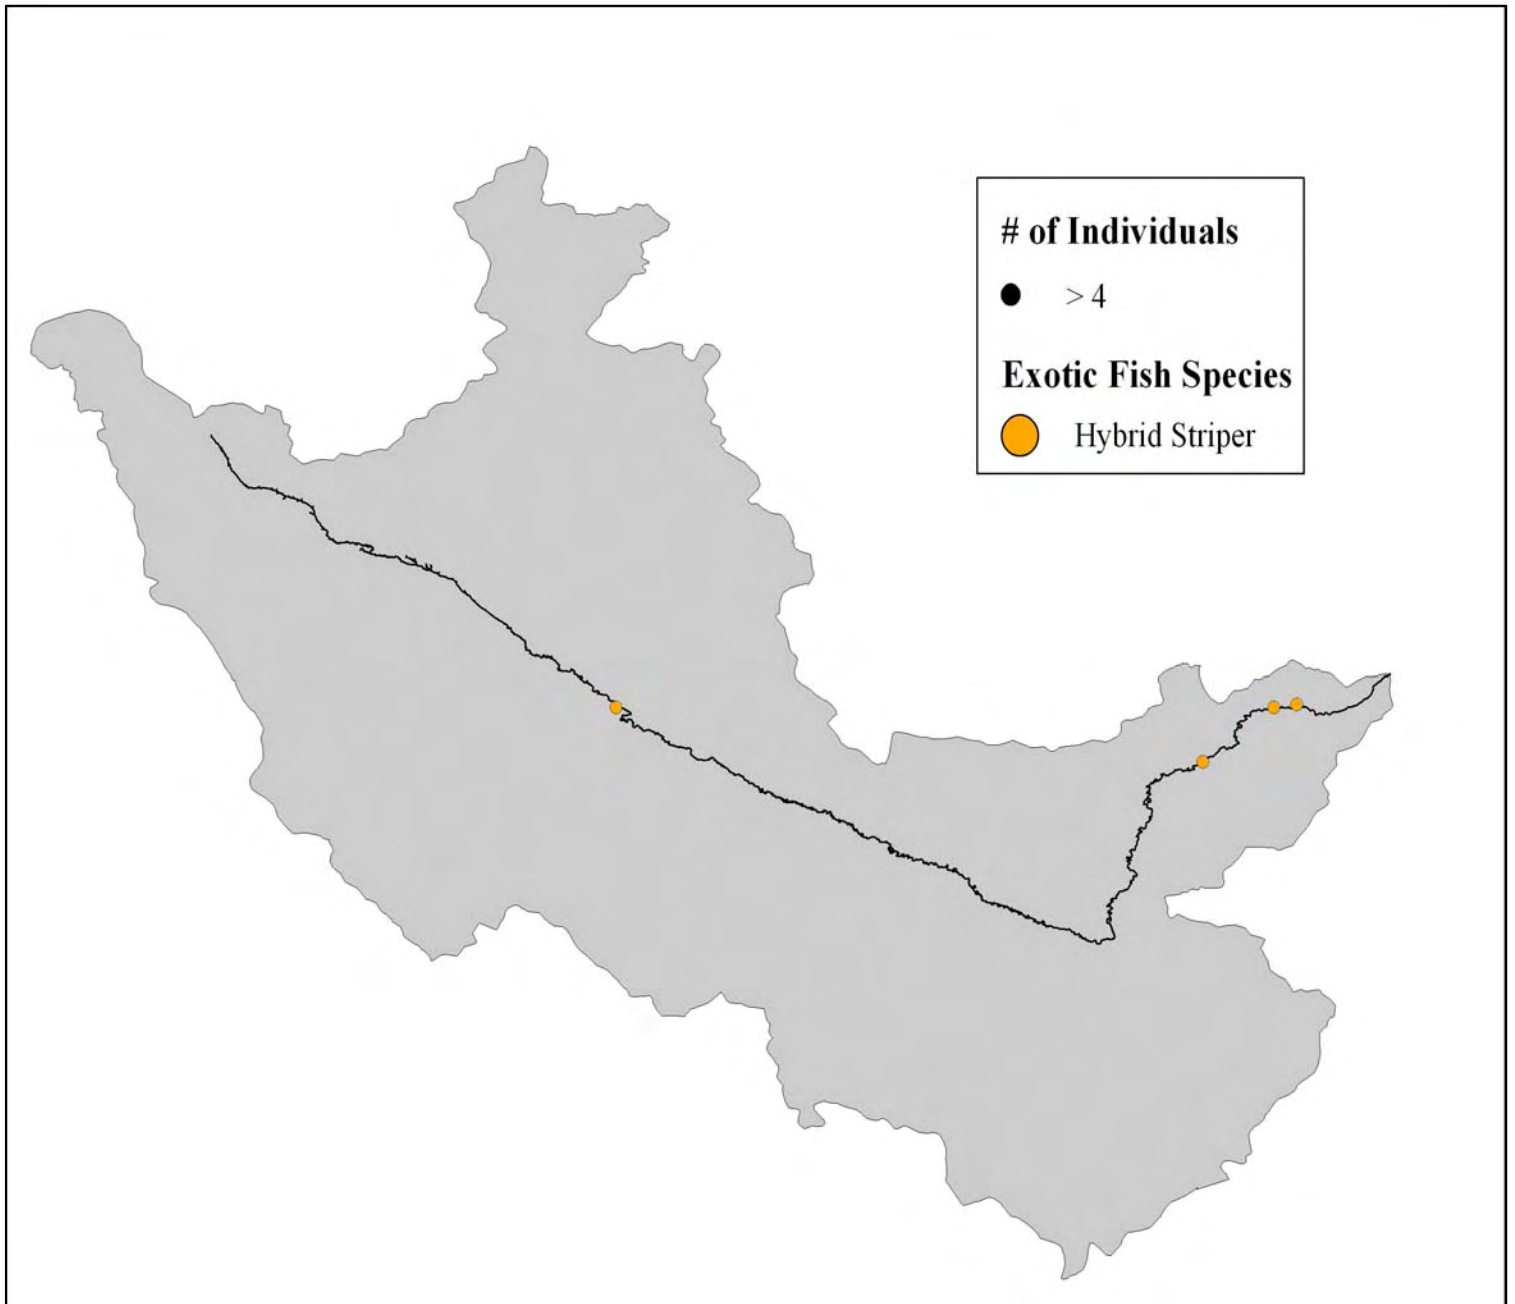 # of Individuals
> 4
Exotic Fish Species
Hybrid Striper